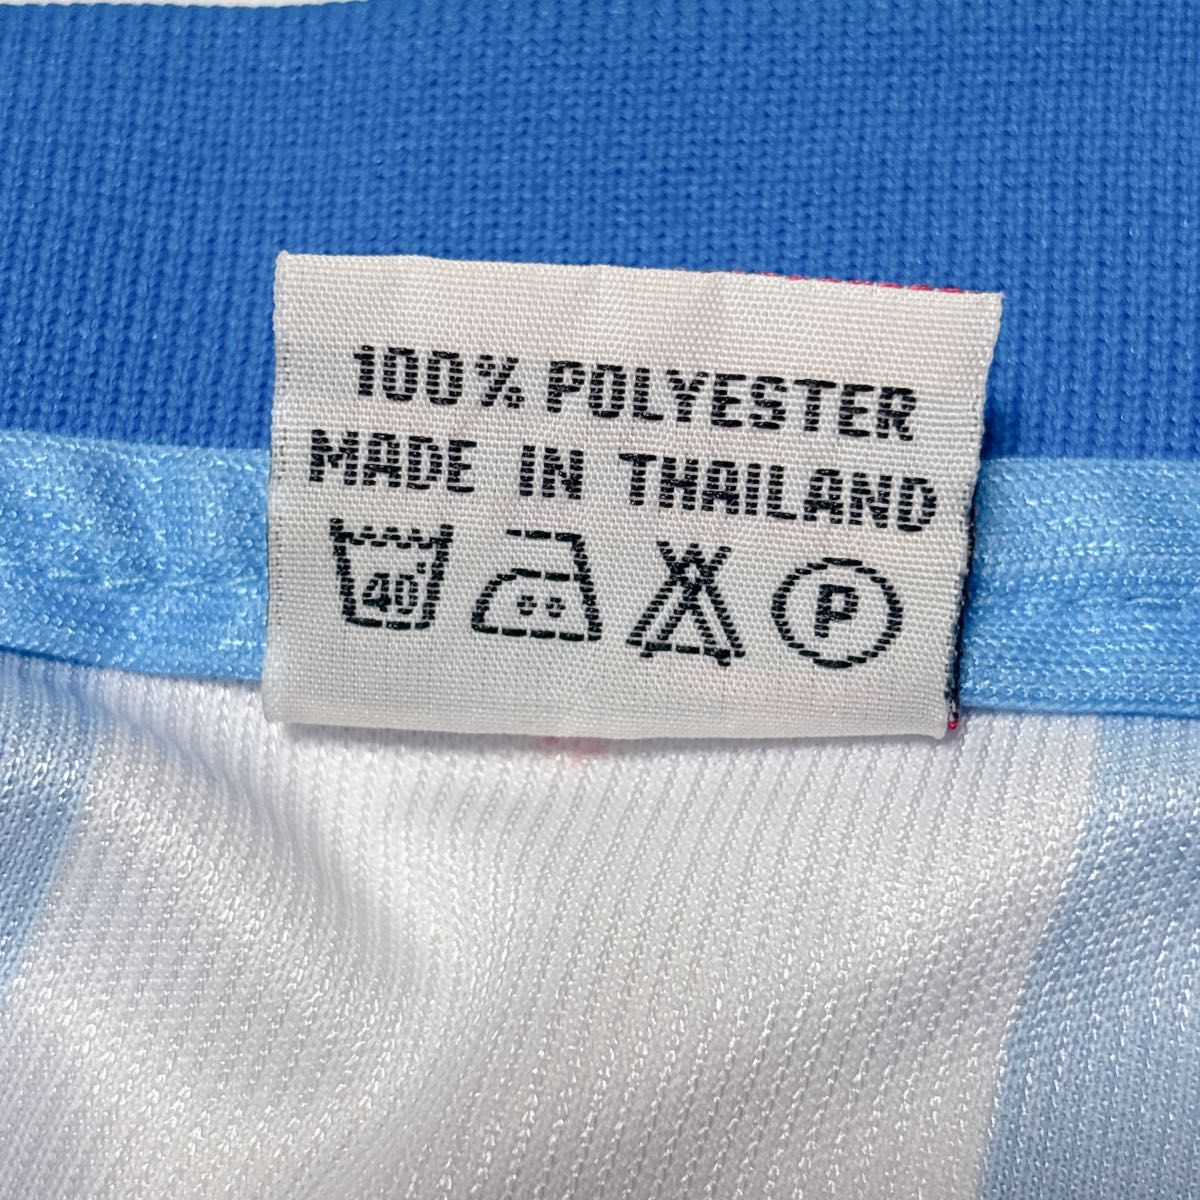 100% POLYESTER
MADE IN THAILAND
40°
P